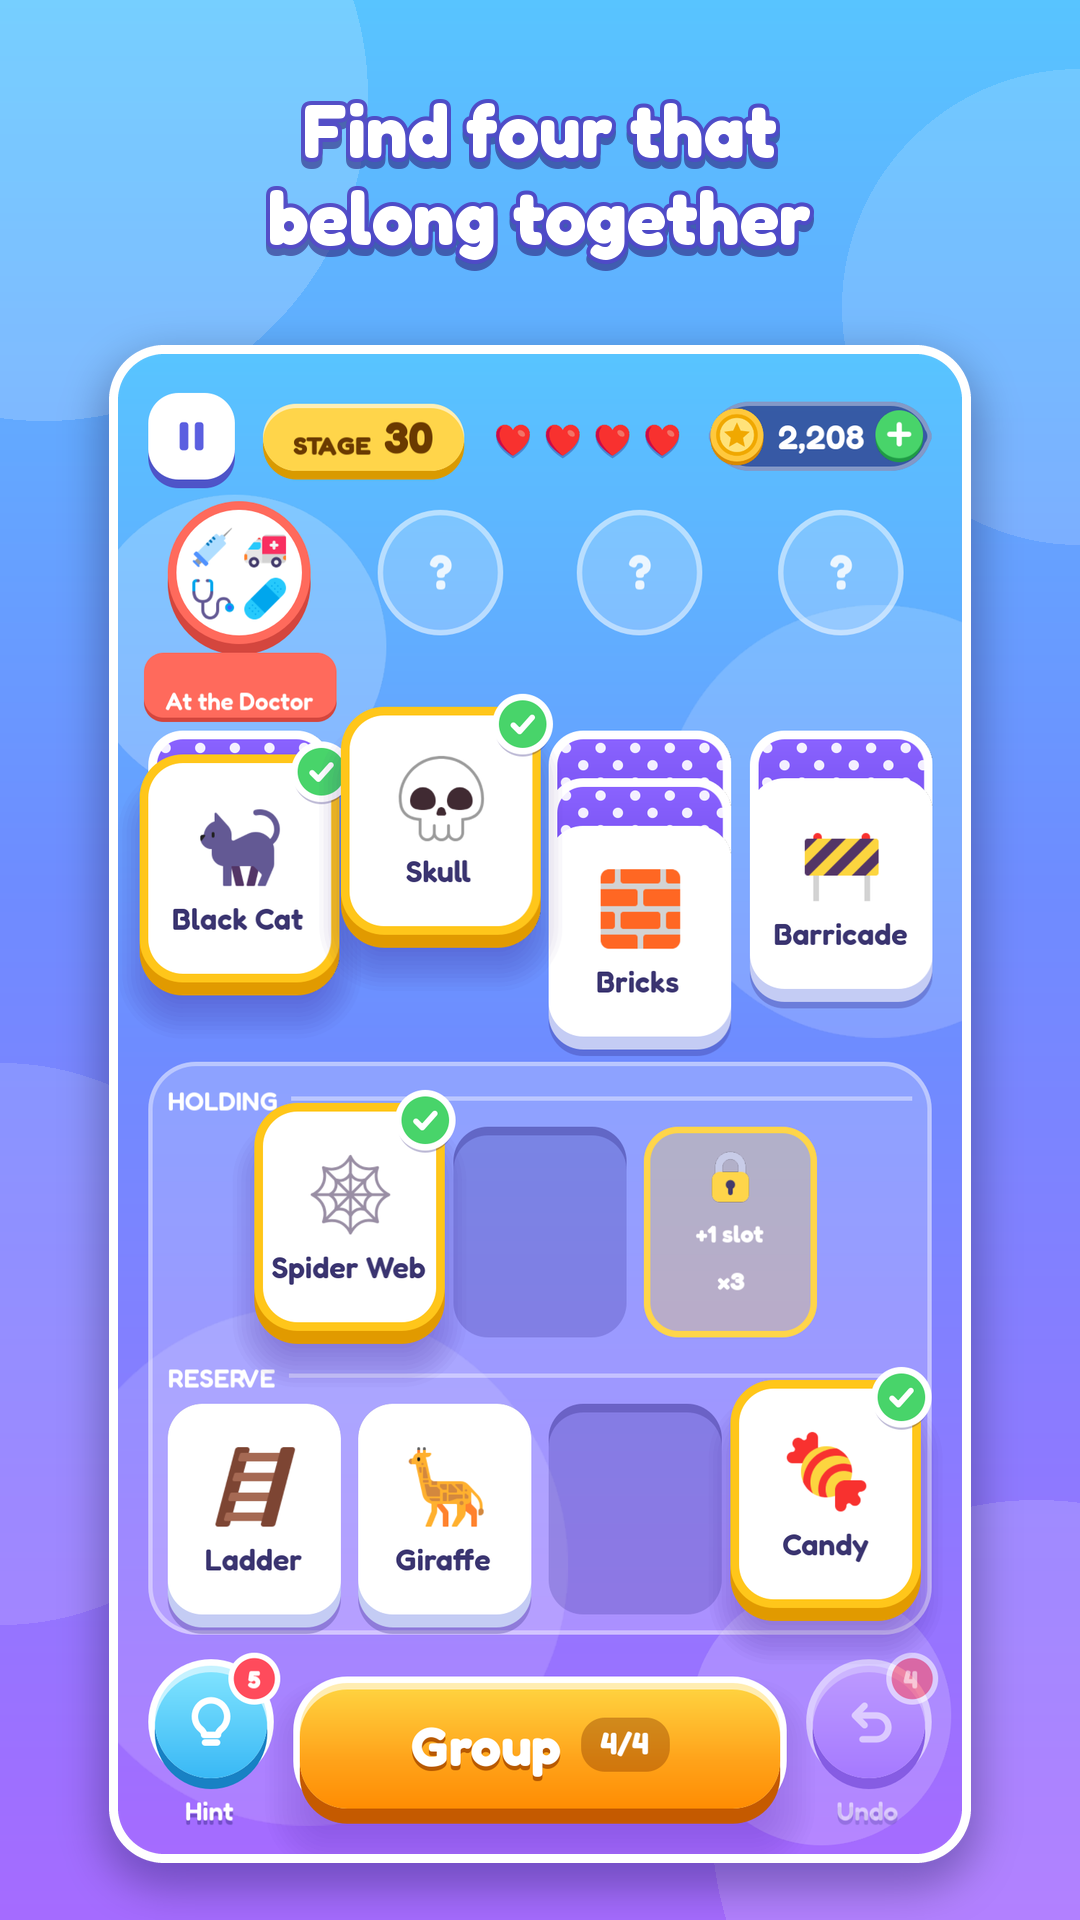 Find four that
belong together
STAGE 30
2,208
? ? ?
At the Doctor
Black Cat
Skull
Bricks
Barricade
HOLDING
Spider Web
+1 slot
x3
RESERVE
Ladder
Giraffe
Candy
5
Hint
Group 4/4
4
Undo